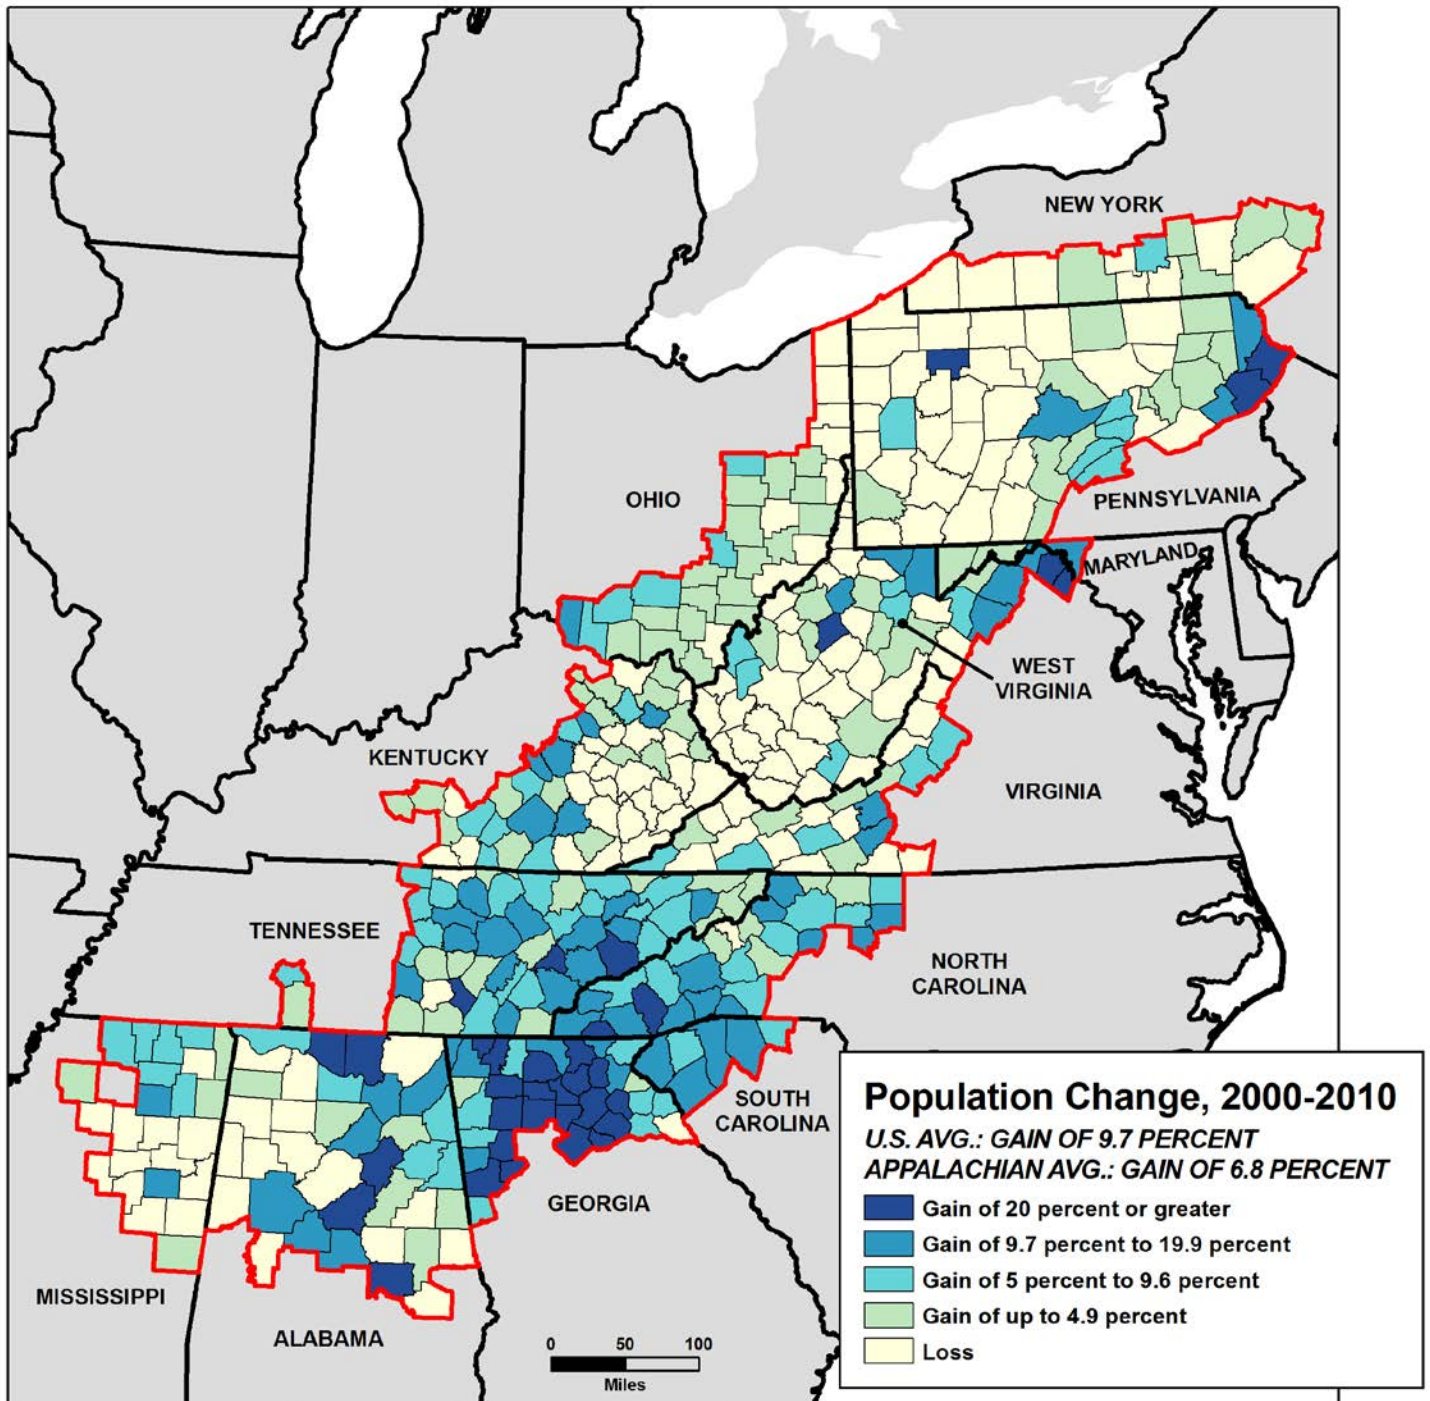 NEW YORK
OHIO
PENNSYLVANIA
MARYLAND
WEST
VIRGINIA
KENTUCKY
VIRGINIA
TENNESSEE
NORTH
CAROLINA
SOUTH
CAROLINA
GEORGIA
MISSISSIPPI
ALABAMA
0 50 100
Miles
Population Change, 2000-2010
U.S. AVG.: GAIN OF 9.7 PERCENT
APPALACHIAN AVG.: GAIN OF 6.8 PERCENT
Gain of 20 percent or greater
Gain of 9.7 percent to 19.9 percent
Gain of 5 percent to 9.6 percent
Gain of up to 4.9 percent
Loss